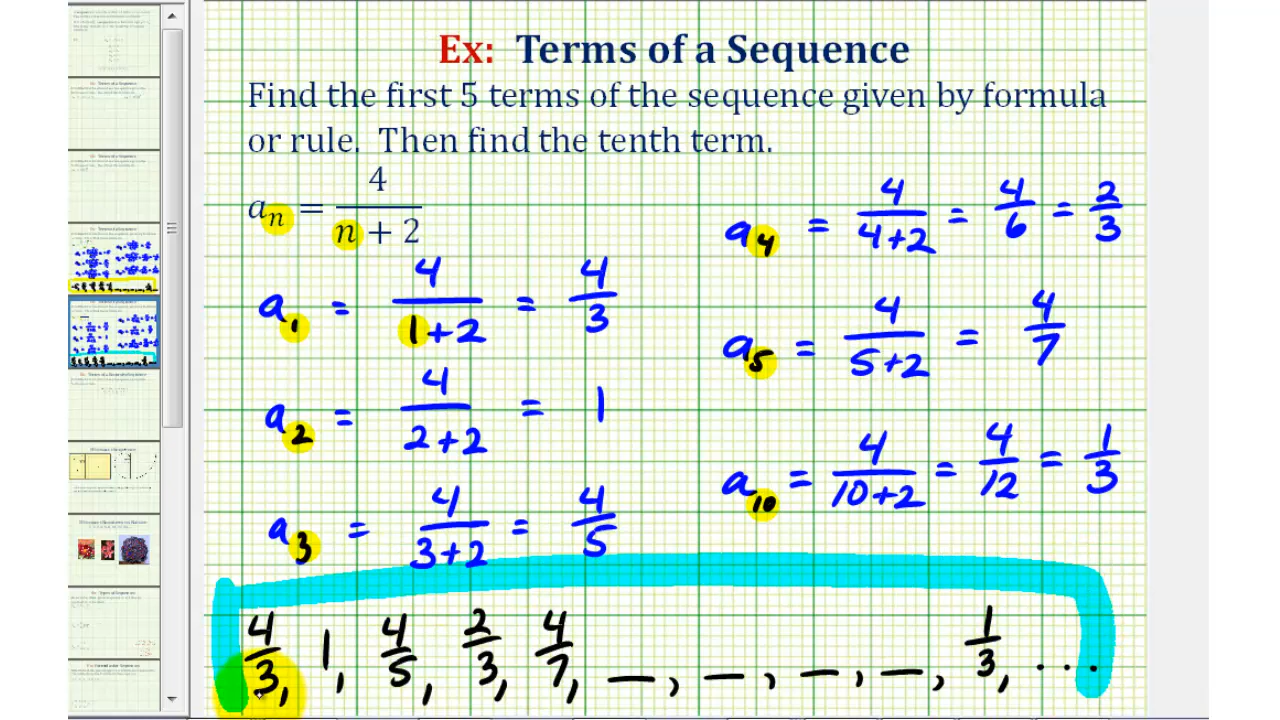 Ex: Terms of a Sequence
Find the first 5 terms of the sequence given by formula
or rule. Then find the tenth term.
aₙ = 4/(n + 2)
a₁ = 4/(1+2) = 4/3
a₂ = 4/(2+2) = 1
a₃ = 4/(3+2) = 4/5
a₄ = 4/(4+2) = 4/6 = 2/3
a₅ = 4/(5+2) = 4/7
a₁₀ = 4/(10+2) = 4/12 = 1/3
4/3, 1, 4/5, 2/3, 4/7, _, _, _, _, 1/3, ...